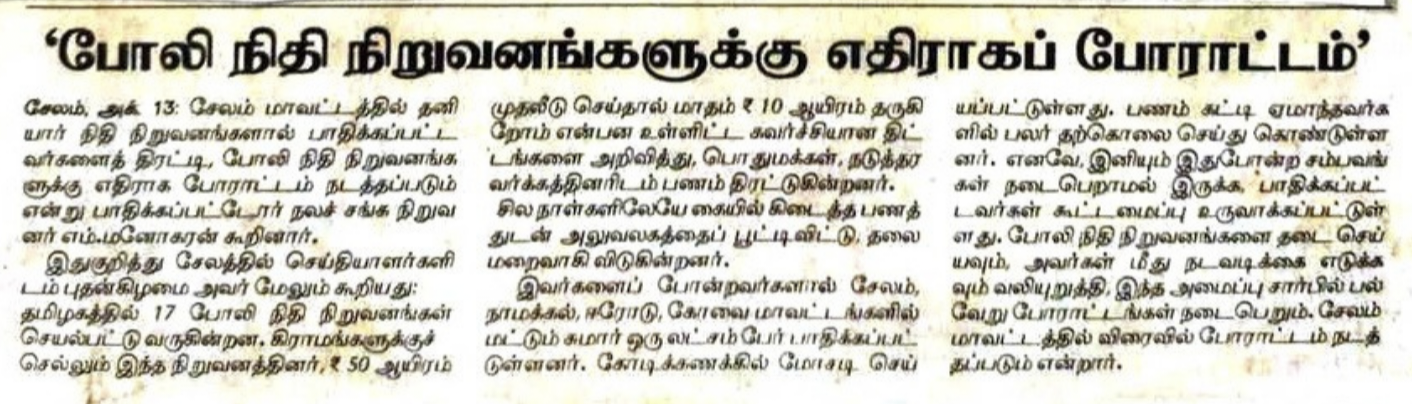 ‘போலி நிதி நிறுவனங்களுக்கு எதிராகப் போராட்டம்’
சேலம், அக். 13: சேலம் மாவட்டத்தில் தனி
யார் நிதி நிறுவனங்களால் பாதிக்கப்பட்ட
வர்களைத் திரட்டி, போலி நிதி நிறுவனங்க
ளுக்கு எதிராக போராட்டம் நடத்தப்படும்
என்று பாதிக்கப்பட்டோர் நலச் சங்க நிறுவ
னர் எம்.மனோகரன் கூறினார்.
இதுகுறித்து சேலத்தில் செய்தியாளர்களி
டம் புதன்கிழமை அவர் மேலும் கூறியது:
தமிழகத்தில் 17 போலி நிதி நிறுவனங்கள்
செயல்பட்டு வருகின்றன. கிராமங்களுக்குச்
செல்லும் இந்த நிறுவனத்தினர், ₹ 50 ஆயிரம்
முதலீடு செய்தால் மாதம் ₹ 10 ஆயிரம் தருகி
றோம் என்பன உள்ளிட்ட கவர்ச்சியான திட்
டங்களை அறிவித்து, பொதுமக்கள், நடுத்தர
வர்க்கத்தினரிடம் பணம் திரட்டுகின்றனர்.
சில நாள்களிலேயே கையில் கிடைத்த பணத்
துடன் அலுவலகத்தைப் பூட்டிவிட்டு, தலை
மறைவாகி விடுகின்றனர்.
இவர்களைப் போன்றவர்களால் சேலம்,
நாமக்கல், ஈரோடு, கோவை மாவட்டங்களில்
மட்டும் சுமார் ஒரு லட்சம் பேர் பாதிக்கப்பட்
டுள்ளனர். கோடிக்கணக்கில் மோசடி செய்
யப்பட்டுள்ளது. பணம் கட்டி ஏமாந்தவர்க
ளில் பலர் தற்கொலை செய்து கொண்டுள்ள
னர். எனவே, இனியும் இதுபோன்ற சம்பவங்
கள் நடைபெறாமல் இருக்க, பாதிக்கப்பட்
டவர்கள் கூட்டமைப்பு உருவாக்கப்பட்டுள்
ளது. போலி நிதி நிறுவனங்களை தடை செய்
யவும், அவர்கள் மீது நடவடிக்கை எடுக்க
வும் வலியுறுத்தி, இந்த அமைப்பு சார்பில் பல்
வேறு போராட்டங்கள் நடைபெறும். சேலம்
மாவட்டத்தில் விரைவில் போராட்டம் நடத்
தப்படும் என்றார்.